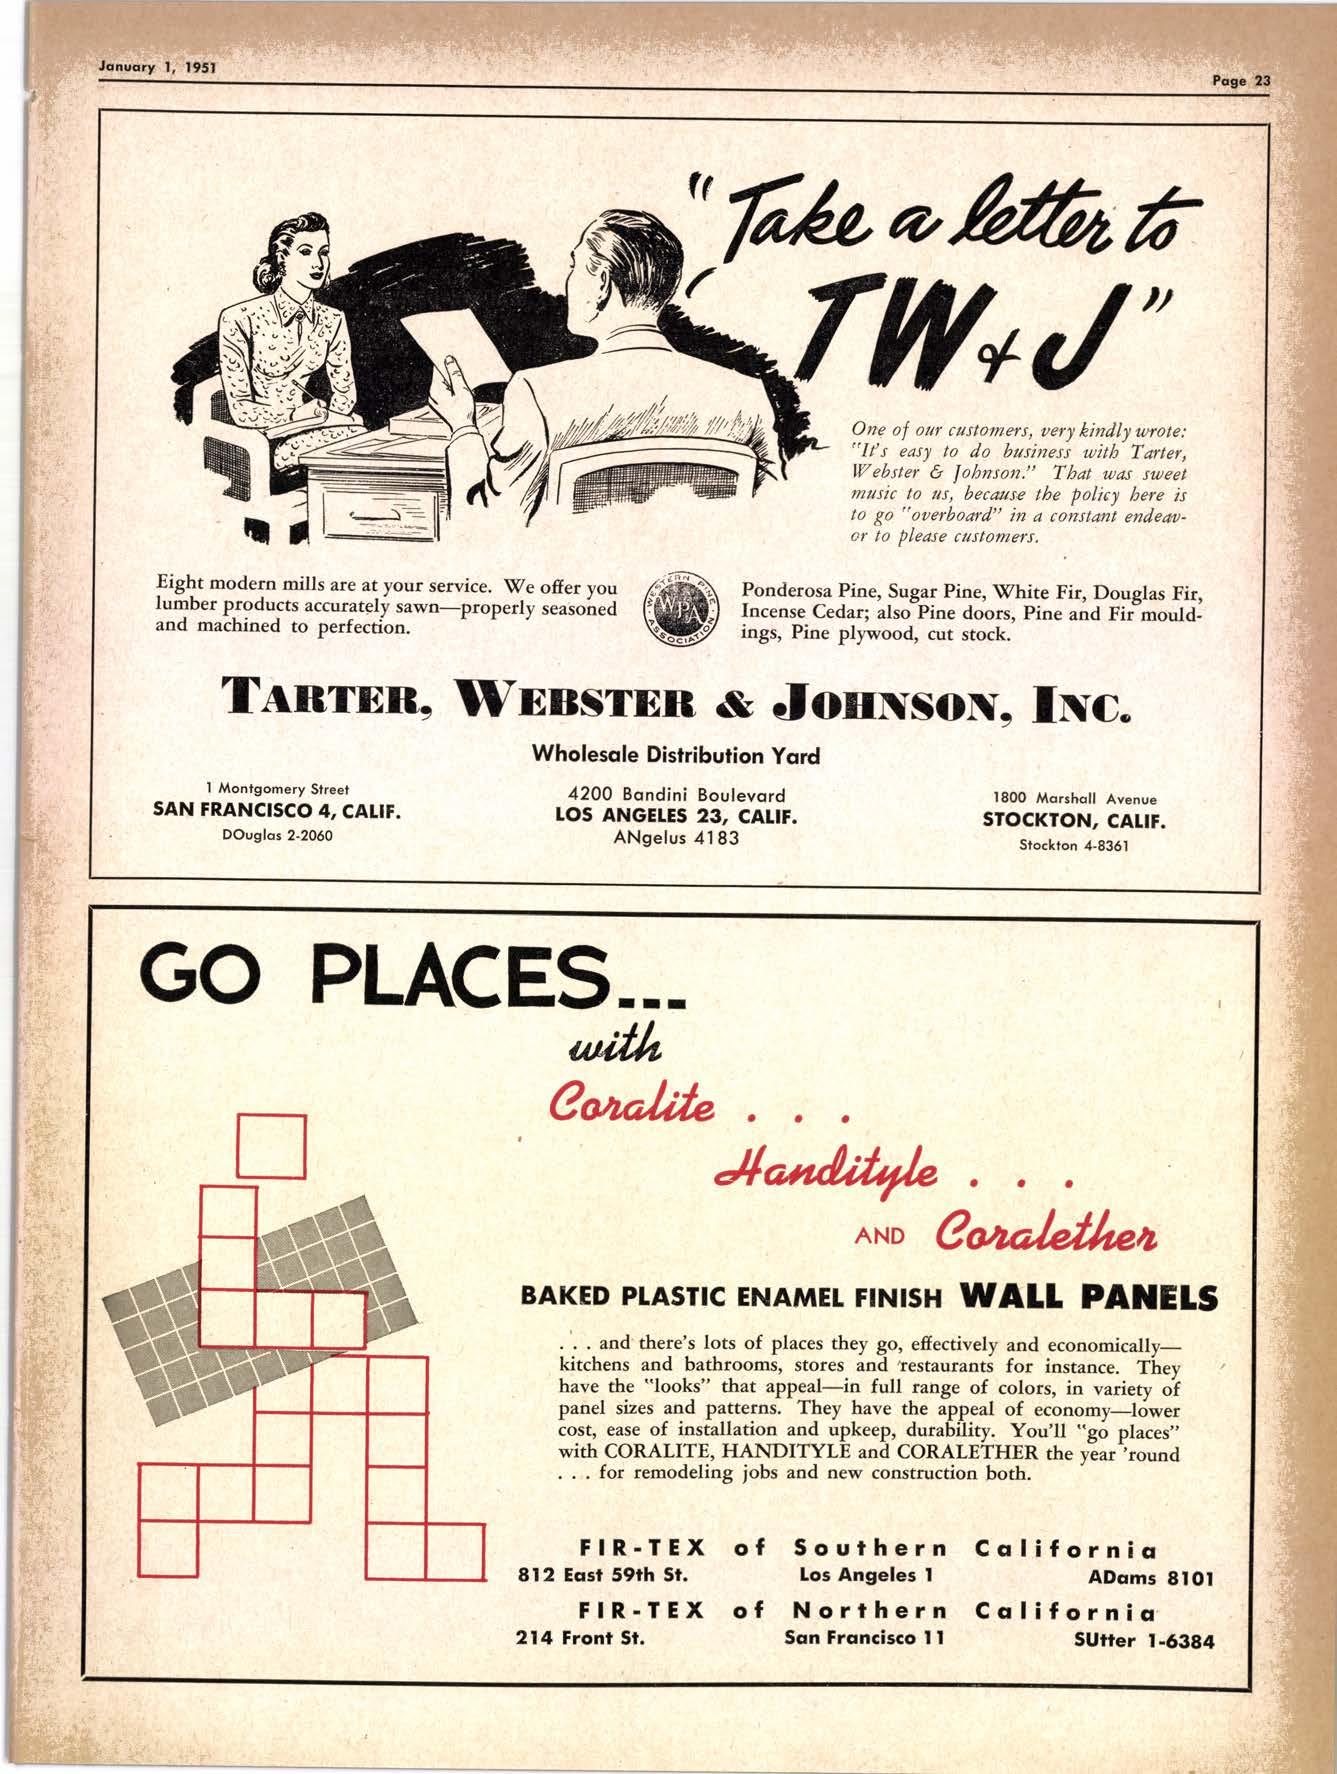 January 1, 1951
Page 23
"Take a letter to
TW & J"
One of our customers, very kindly wrote:
"It's easy to do business with Tarter,
Webster & Johnson." That was sweet
music to us, because the policy here is
to go "overboard" in a constant endeav-
or to please customers.
Eight modern mills are at your service. We offer you
lumber products accurately sawn—properly seasoned
and machined to perfection.
WESTERN PINE
WPA
ASSOCIATION
Ponderosa Pine, Sugar Pine, White Fir, Douglas Fir,
Incense Cedar; also Pine doors, Pine and Fir mould-
ings, Pine plywood, cut stock.
TARTER, WEBSTER & JOHNSON, INC.
Wholesale Distribution Yard
1 Montgomery Street
SAN FRANCISCO 4, CALIF.
DOuglas 2-2060
4200 Bandini Boulevard
LOS ANGELES 23, CALIF.
ANgelus 4183
1800 Marshall Avenue
STOCKTON, CALIF.
Stockton 4-8361
GO PLACES...
with
Coralite . . .
Handityle . . .
AND Coralether
BAKED PLASTIC ENAMEL FINISH WALL PANELS
. . . and there's lots of places they go, effectively and economically—
kitchens and bathrooms, stores and restaurants for instance. They
have the "looks" that appeal—in full range of colors, in variety of
panel sizes and patterns. They have the appeal of economy—lower
cost, ease of installation and upkeep, durability. You'll "go places"
with CORALITE, HANDITYLE and CORALETHER the year 'round
. . . for remodeling jobs and new construction both.
FIR-TEX of Southern California
812 East 59th St. Los Angeles 1 ADams 8101
FIR-TEX of Northern California
214 Front St. San Francisco 11 SUtter 1-6384